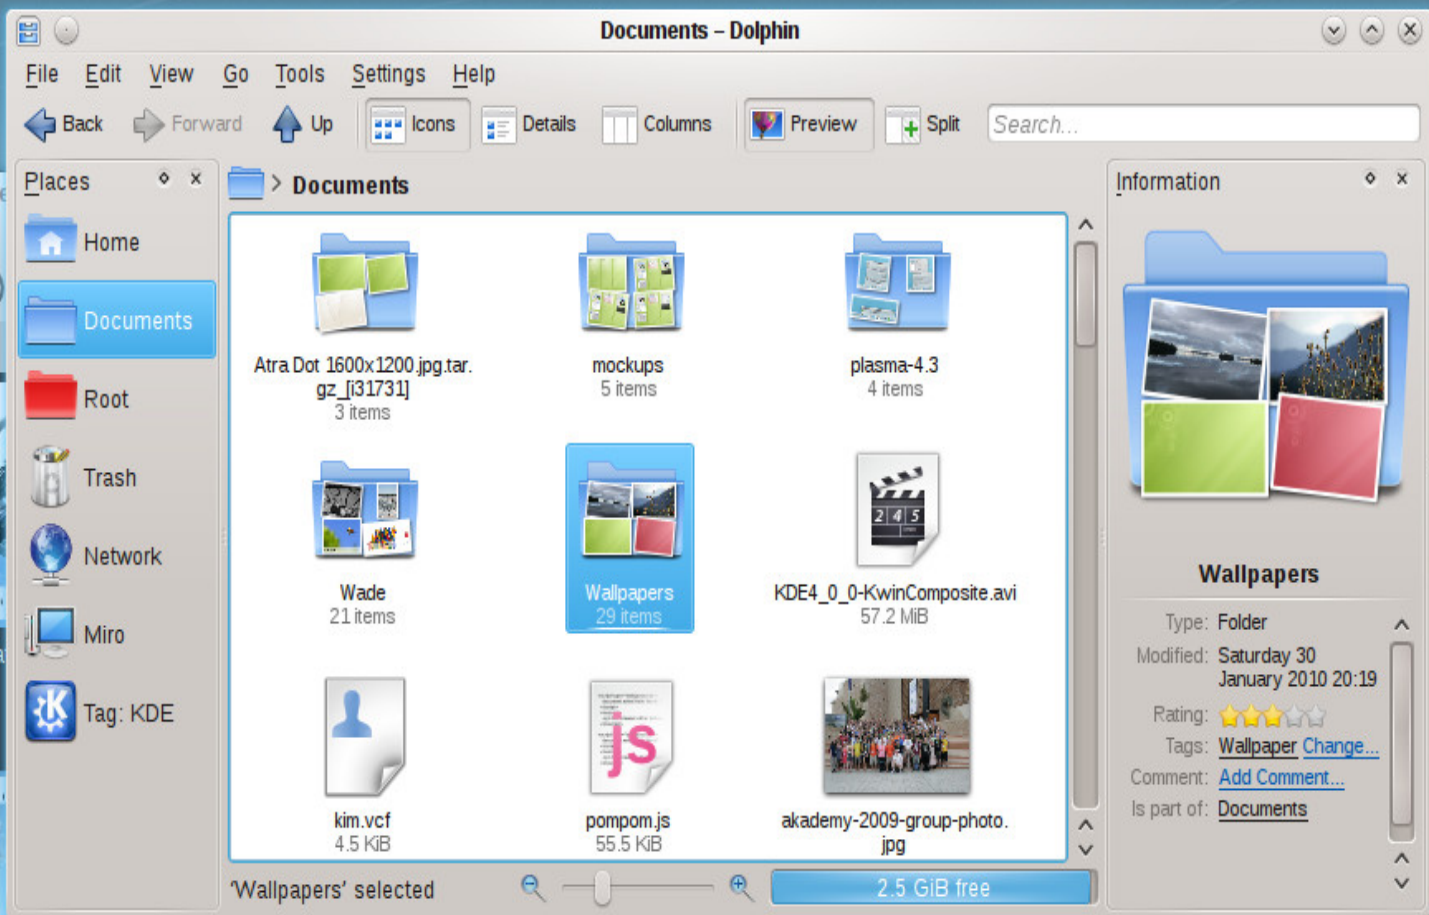 Documents – Dolphin
File Edit View Go Tools Settings Help
Back Forward Up Icons Details Columns Preview Split Search...
Places
Home
Documents
Root
Trash
Network
Miro
Tag: KDE
Documents
Atra Dot 1600x1200.jpg.tar.
gz_[i31731]
3 items
mockups
5 items
plasma-4.3
4 items
Wade
21 items
Wallpapers
29 items
245
KDE4_0_0-KwinComposite.avi
57.2 MiB
kim.vcf
4.5 KiB
js
pompom.js
55.5 KiB
akademy-2009-group-photo.
jpg
'Wallpapers' selected
2.5 GiB free
Information
Wallpapers
Type: Folder
Modified: Saturday 30
January 2010 20:19
Rating:
Tags: Wallpaper Change...
Comment: Add Comment...
Is part of: Documents